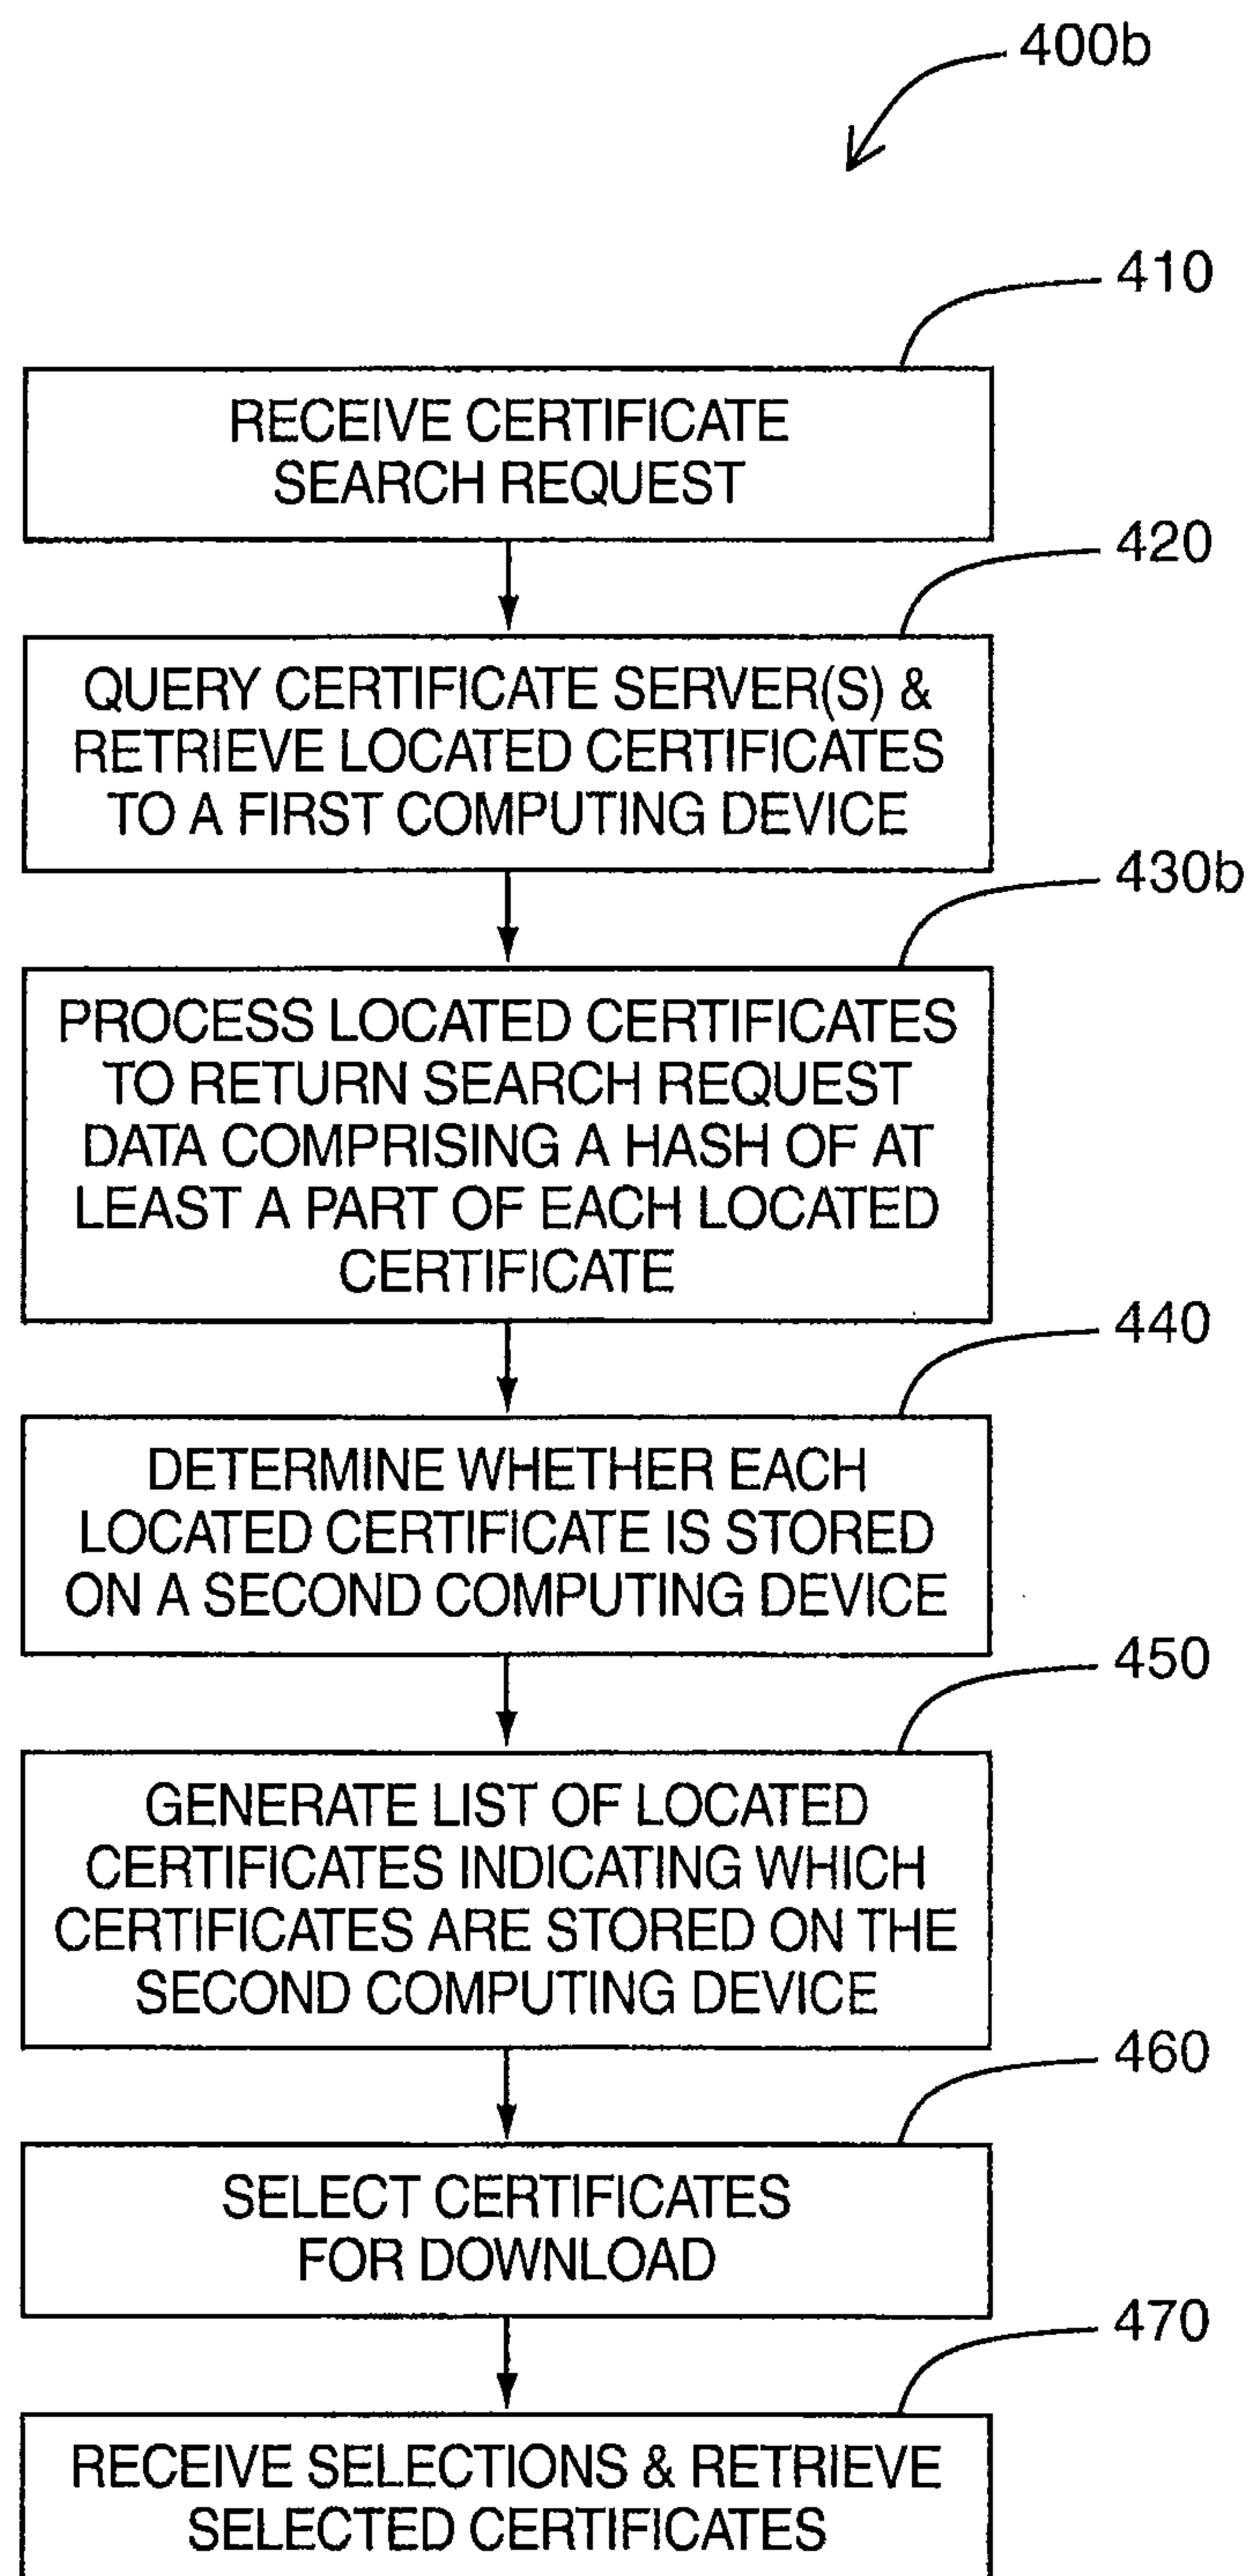 400b
410
RECEIVE CERTIFICATE
SEARCH REQUEST
420
QUERY CERTIFICATE SERVER(S) &
RETRIEVE LOCATED CERTIFICATES
TO A FIRST COMPUTING DEVICE
430b
PROCESS LOCATED CERTIFICATES
TO RETURN SEARCH REQUEST
DATA COMPRISING A HASH OF AT
LEAST A PART OF EACH LOCATED
CERTIFICATE
440
DETERMINE WHETHER EACH
LOCATED CERTIFICATE IS STORED
ON A SECOND COMPUTING DEVICE
450
GENERATE LIST OF LOCATED
CERTIFICATES INDICATING WHICH
CERTIFICATES ARE STORED ON THE
SECOND COMPUTING DEVICE
460
SELECT CERTIFICATES
FOR DOWNLOAD
470
RECEIVE SELECTIONS & RETRIEVE
SELECTED CERTIFICATES